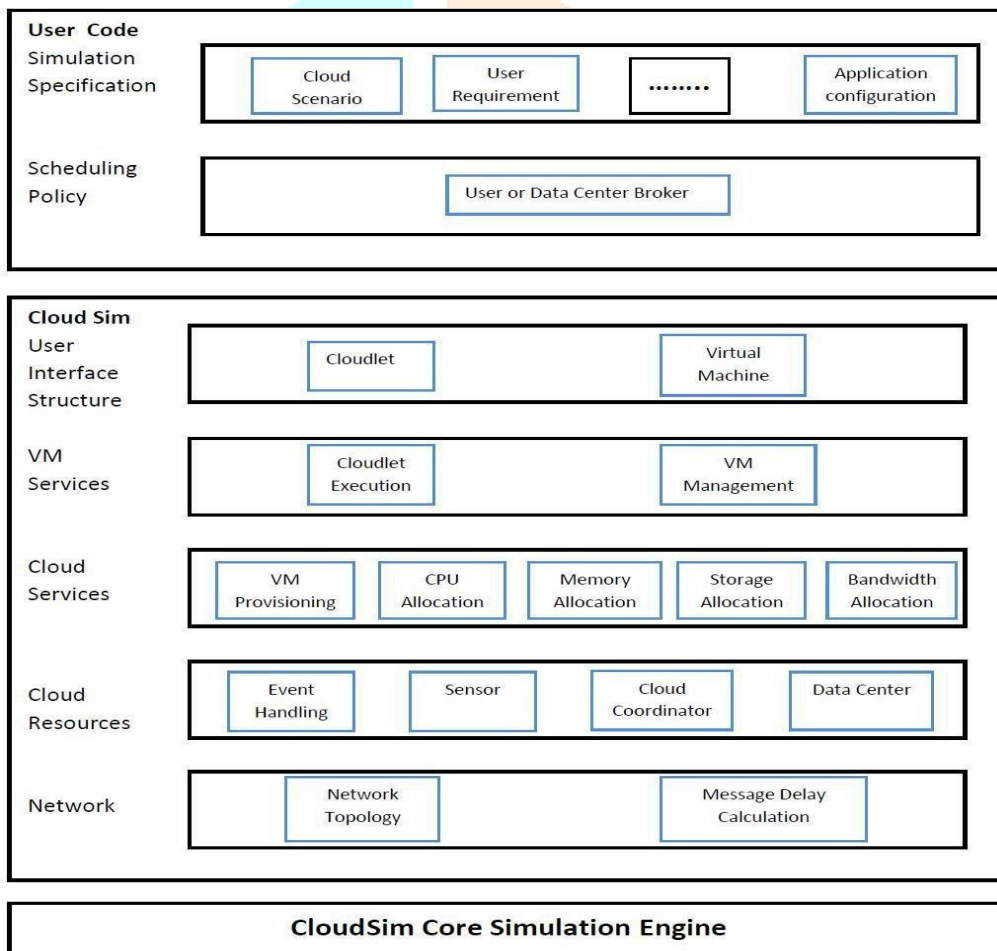 User Code
Simulation
Specification
Cloud
Scenario
User
Requirement
........
Application
configuration
Scheduling
Policy
User or Data Center Broker
Cloud Sim
User
Interface
Structure
Cloudlet
Virtual
Machine
VM
Services
Cloudlet
Execution
VM
Management
Cloud
Services
VM
Provisioning
CPU
Allocation
Memory
Allocation
Storage
Allocation
Bandwidth
Allocation
Cloud
Resources
Event
Handling
Sensor
Cloud
Coordinator
Data Center
Network
Network
Topology
Message Delay
Calculation
CloudSim Core Simulation Engine